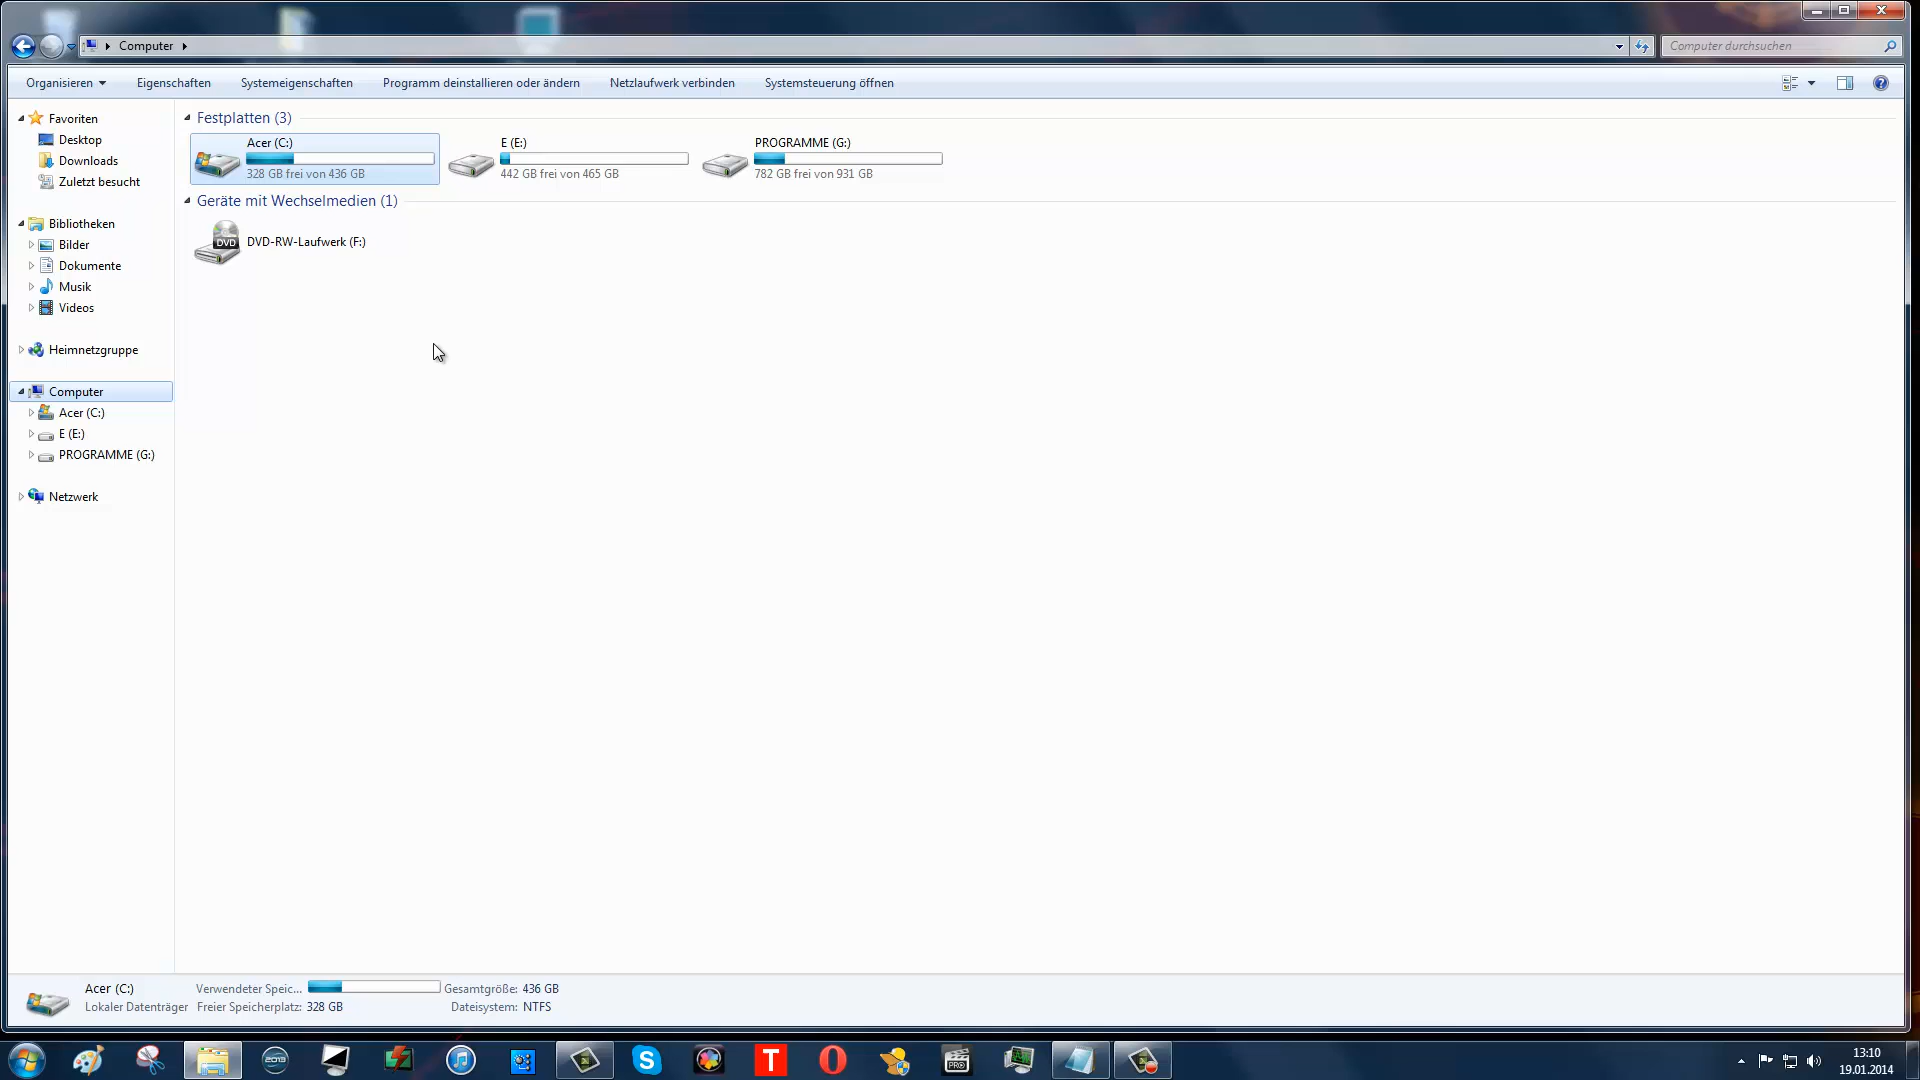 Computer
Computer durchsuchen
Organisieren
Eigenschaften
Systemeigenschaften
Programm deinstallieren oder ändern
Netzlaufwerk verbinden
Systemsteuerung öffnen
Favoriten
Desktop
Downloads
Zuletzt besucht
Bibliotheken
Bilder
Dokumente
Musik
Videos
Heimnetzgruppe
Computer
Acer (C:)
E (E:)
PROGRAMME (G:)
Netzwerk
Festplatten (3)
Acer (C:)
328 GB frei von 436 GB
E (E:)
442 GB frei von 465 GB
PROGRAMME (G:)
782 GB frei von 931 GB
Geräte mit Wechselmedien (1)
DVD
DVD-RW-Laufwerk (F:)
Acer (C:)
Verwendeter Speic...
Gesamtgröße: 436 GB
Lokaler Datenträger
Freier Speicherplatz: 328 GB
Dateisystem: NTFS
2013
S
T
PRO
13:10
19.01.2014